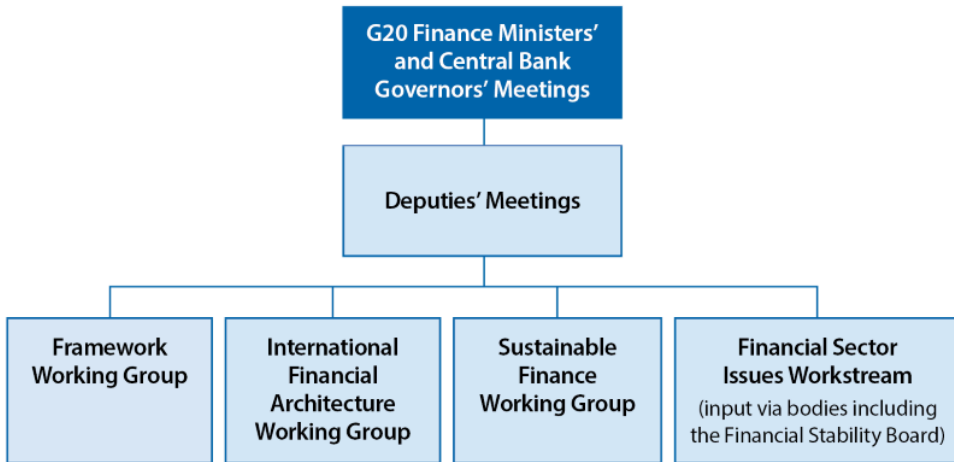 G20 Finance Ministers’
and Central Bank
Governors’ Meetings
Deputies’ Meetings
Framework
Working Group
International
Financial
Architecture
Working Group
Sustainable
Finance
Working Group
Financial Sector
Issues Workstream
(input via bodies including
the Financial Stability Board)